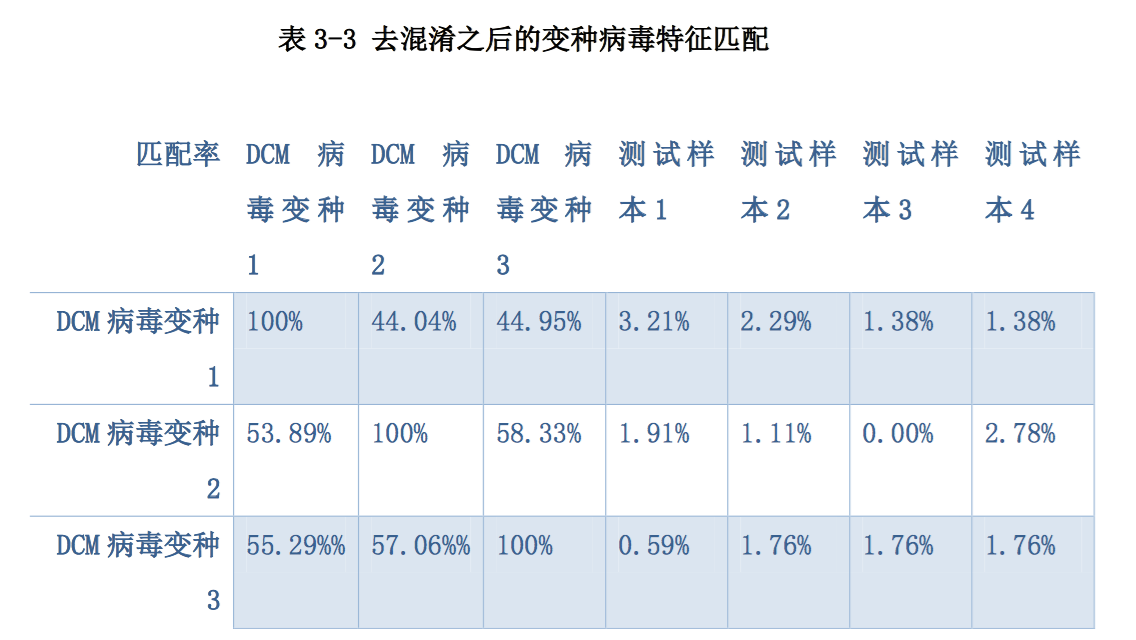 表 3-3 去混淆之后的变种病毒特征匹配
匹配率 DCM 病 DCM 病 DCM 病 测试样 测试样 测试样 测试样
毒变种 毒变种 毒变种 本1 本2 本3 本4
1 2 3
DCM 病毒变种 100% 44.04% 44.95% 3.21% 2.29% 1.38% 1.38%
1
DCM 病毒变种 53.89% 100% 58.33% 1.91% 1.11% 0.00% 2.78%
2
DCM 病毒变种 55.29%% 57.06%% 100% 0.59% 1.76% 1.76% 1.76%
3